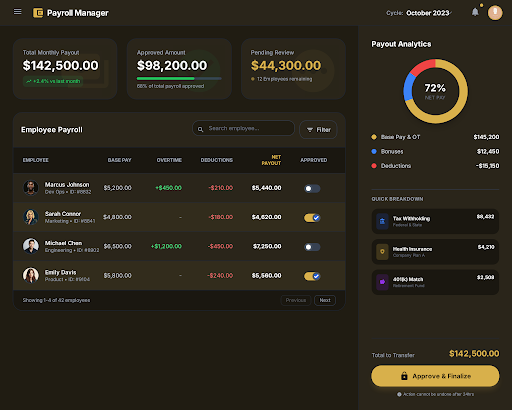 Payroll Manager
Cycle: October 2023
Total Monthly Payout
$142,500.00
+3.4% vs last month
Approved Amount
$98,200.00
68% of total payroll approved
Pending Review
$44,300.00
12 Employees remaining
Employee Payroll
Search employee...
Filter
EMPLOYEE BASE PAY OVERTIME DEDUCTIONS NET PAYOUT APPROVED
Marcus Johnson
Dev Ops • ID: #8832
$5,200.00 +$450.00 -$210.00 $5,440.00
Sarah Connor
Marketing • ID: #8841
$4,800.00 - -$180.00 $4,620.00
Michael Chen
Engineering • ID: #8802
$6,500.00 +$1,200.00 -$450.00 $7,250.00
Emily Davis
Product • ID: #9104
$5,800.00 - -$240.00 $5,560.00
Showing 1-4 of 42 employees
Previous
Next
Payout Analytics
72%
NET PAY
Base Pay & OT $145,200
Bonuses $12,450
Deductions -$15,150
QUICK BREAKDOWN
Tax Withholding $8,432
Federal & State
Health Insurance $4,210
Company Plan A
401(k) Match $2,508
Retirement Fund
Total to Transfer $142,500.00
Approve & Finalize
Action cannot be undone after 24hrs